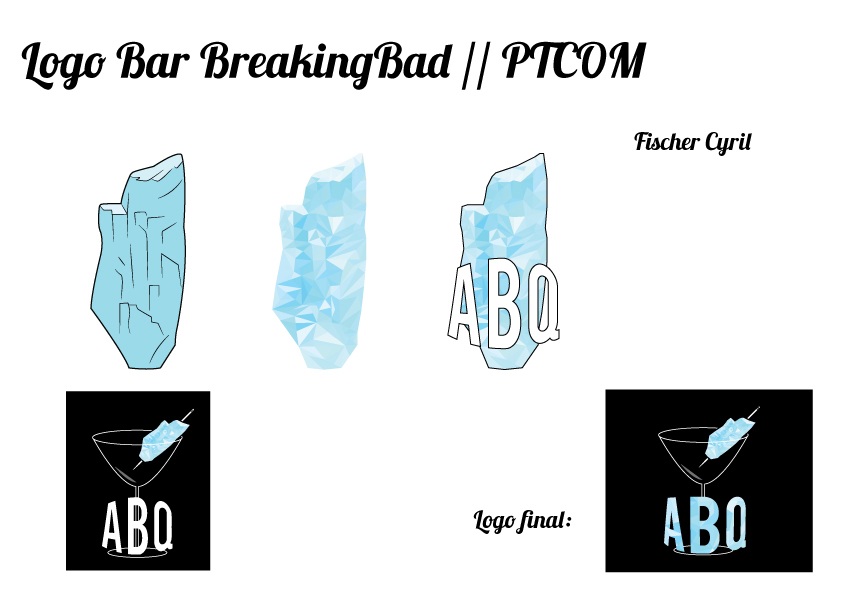 Logo Bar BreakingBad // PTCOM
Fischer Cyril
ABQ
ABQ
Logo final:
ABQ